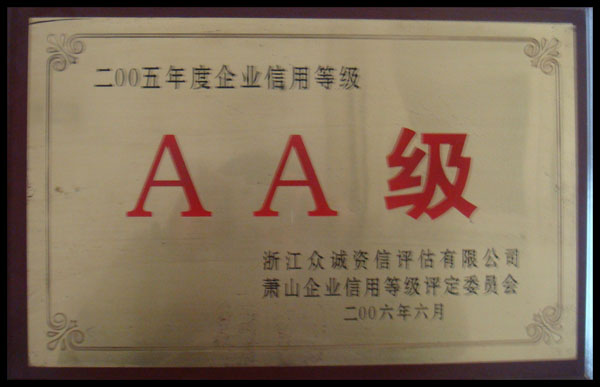 二00五年度企业信用等级
AA级
浙江众诚资信评估有限公司
萧山企业信用等级评定委员会
二00六年六月